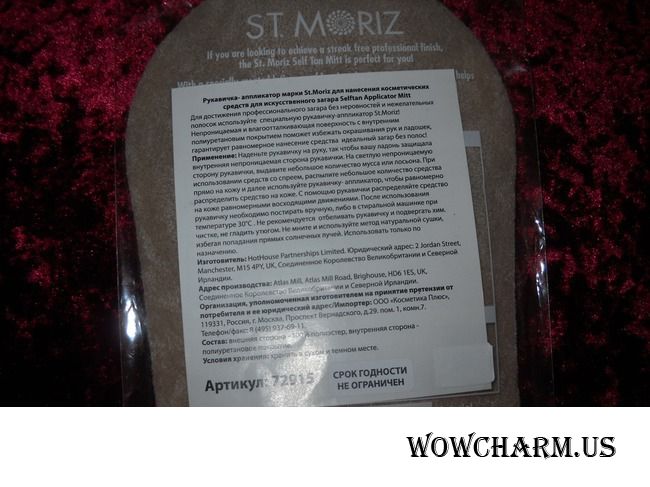 ST. MORIZ
If you are looking to achieve a streak free professional finish,
the St. Moriz Self Tan Mitt is perfect for you!
helps
Рукавичка- аппликатор марки St.Moriz для нанесения косметических
средств для искусственного загара Selftan Applicator Mitt
Для достижения профессионального загара без неровностей и нежелательных
полосок используйте специальную рукавичку-аппликатор St.Moriz!
Непроницаемая и влагоотталкивающая поверхность с внутренним
полиуретановым покрытием поможет избежать окрашивания рук и ладошек,
гарантирует равномерное нанесение средства идеальный загар без полос!
Применение: Наденьте рукавичку на руку, так чтобы вашу ладонь защищала
внутренняя непроницаемая сторона рукавички. На светлую непроницаемую
сторону рукавички, выдавите небольшое количество мусса или лосьона. При
использовании средств со спреем, распылите небольшое количество средства
прямо на кожу и далее используйте рукавичку- аппликатор, чтобы равномерно
распределить средство на коже. С помощью рукавички распределяйте средство
на коже равномерными восходящими движениями. После использования
рукавичку необходимо постирать вручную, либо в стиральной машинке при
температуре 30°C . Не рекомендуется отбеливать рукавичку и подвергать хим.
чистке, не гладить утюгом. Не мните и используйте метод натуральной сушки,
избегая попадания прямых солнечных лучей. Использовать только по
назначению.
Изготовитель: HotHouse Partnerships Limited. Юридический адрес: 2 Jordan Street,
Manchester, M15 4PY, UK, Соединенное Королевство Великобритании и Северной
Ирландии.
Адрес производства: Atlas Mill, Atlas Mill Road, Brighouse, HD6 1ES, UK,
Соединенное Королевство Великобритании и Северной Ирландии.
Организация, уполномоченная изготовителем на принятие претензии от
потребителя и ее юридический адрес/Импортер: ООО «Косметика Плюс»,
119331, Россия, г. Москва, Проспект Вернадского, д.29. пом. 1, комн.7.
Телефон/факс: 8 (495) 937-69-11.
Состав: внешняя сторона - 100% полиэстер, внутренняя сторона -
полиуретановое покрытие.
Условия хранения: хранить в сухом и темном месте.
Артикул: 72915
СРОК ГОДНОСТИ
НЕ ОГРАНИЧЕН
WOWCHARM.US